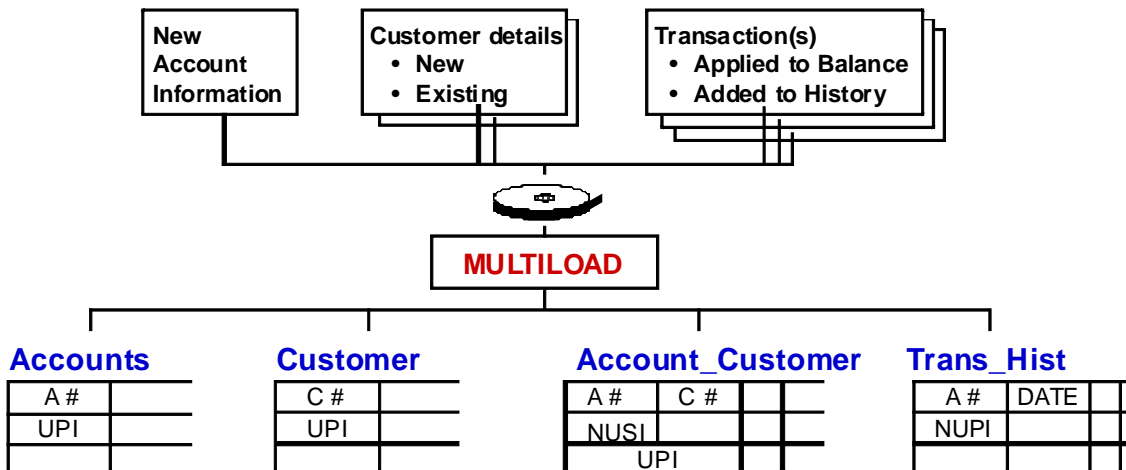 New
Account
Information
Customer details
• New
• Existing
Transaction(s)
• Applied to Balance
• Added to History
MULTILOAD
Accounts
A #
UPI
Customer
C #
UPI
Account_Customer
A # C #
NUSI
UPI
Trans_Hist
A # DATE
NUPI